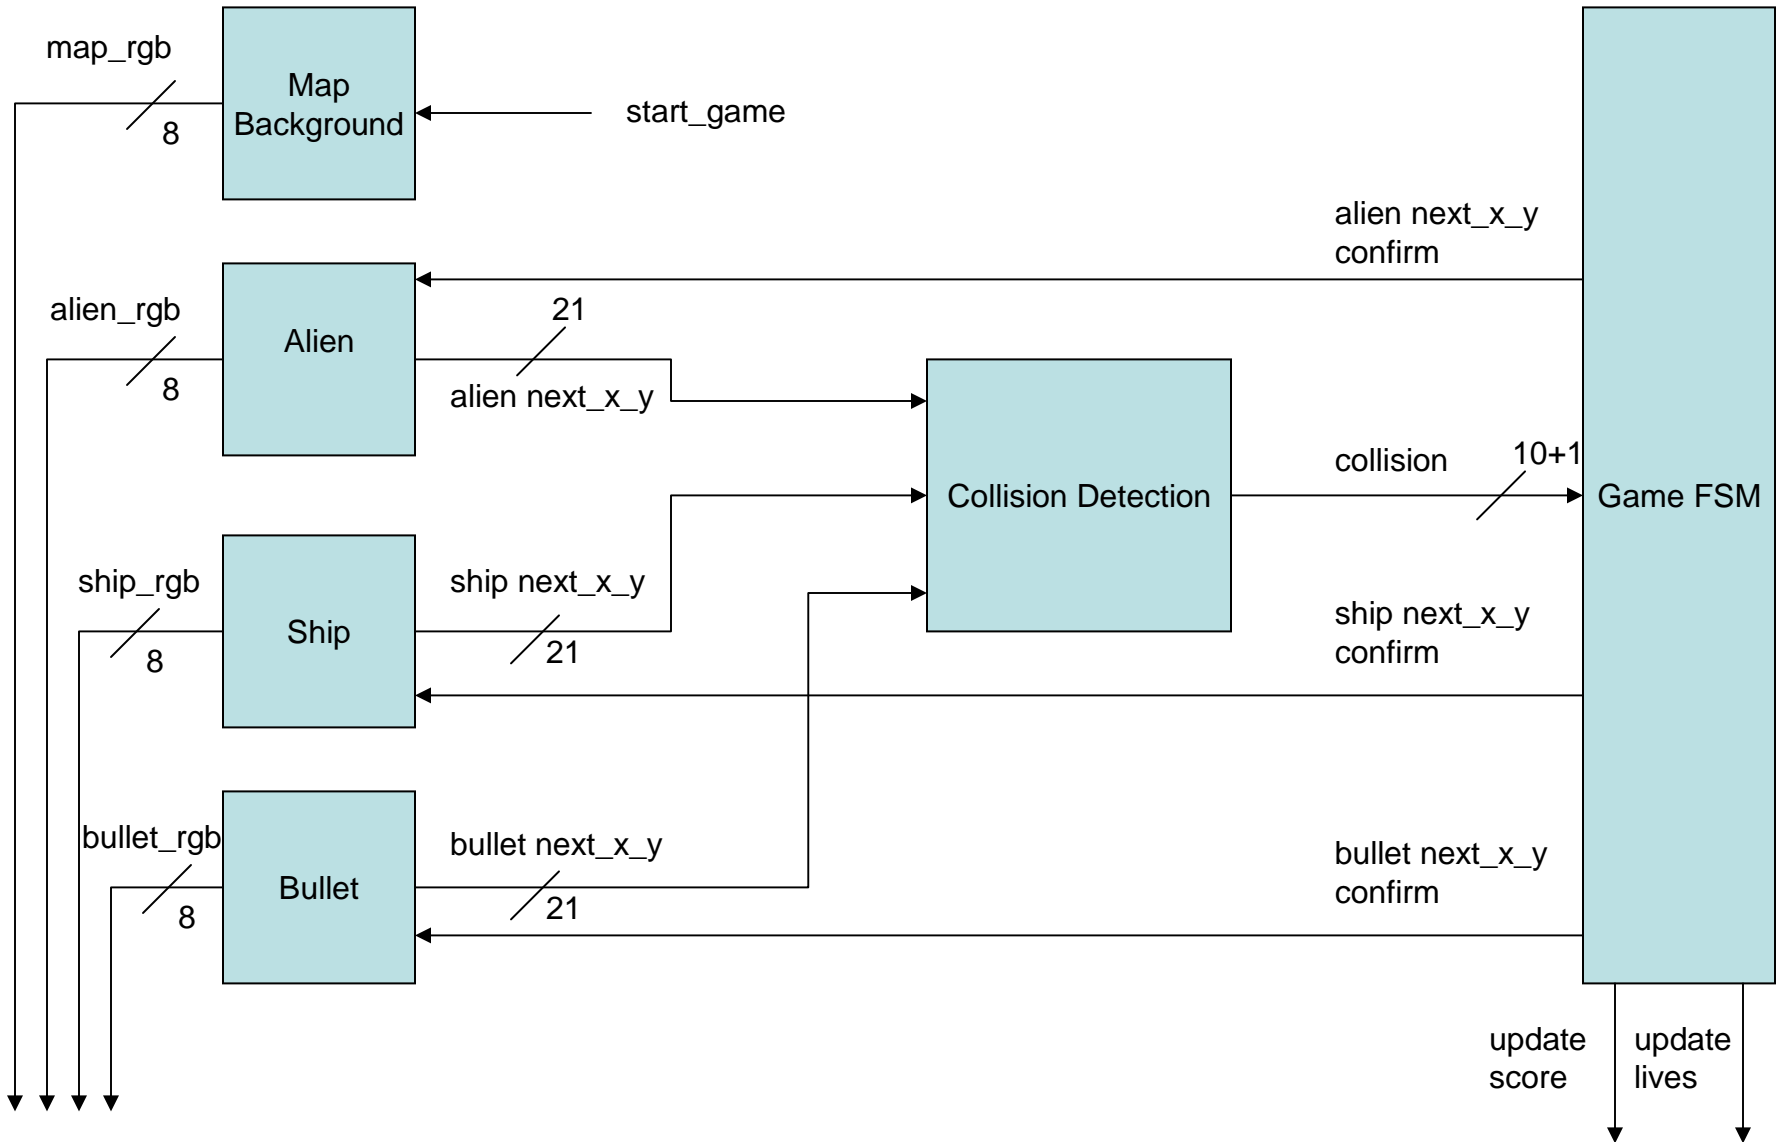 map_rgb
8
Map
Background
start_game
alien next_x_y
confirm
alien_rgb
8
Alien
21
alien next_x_y
Collision Detection
collision
10+1
Game FSM
ship_rgb
8
Ship
ship next_x_y
21
ship next_x_y
confirm
bullet_rgb
8
Bullet
bullet next_x_y
21
bullet next_x_y
confirm
update
score
update
lives